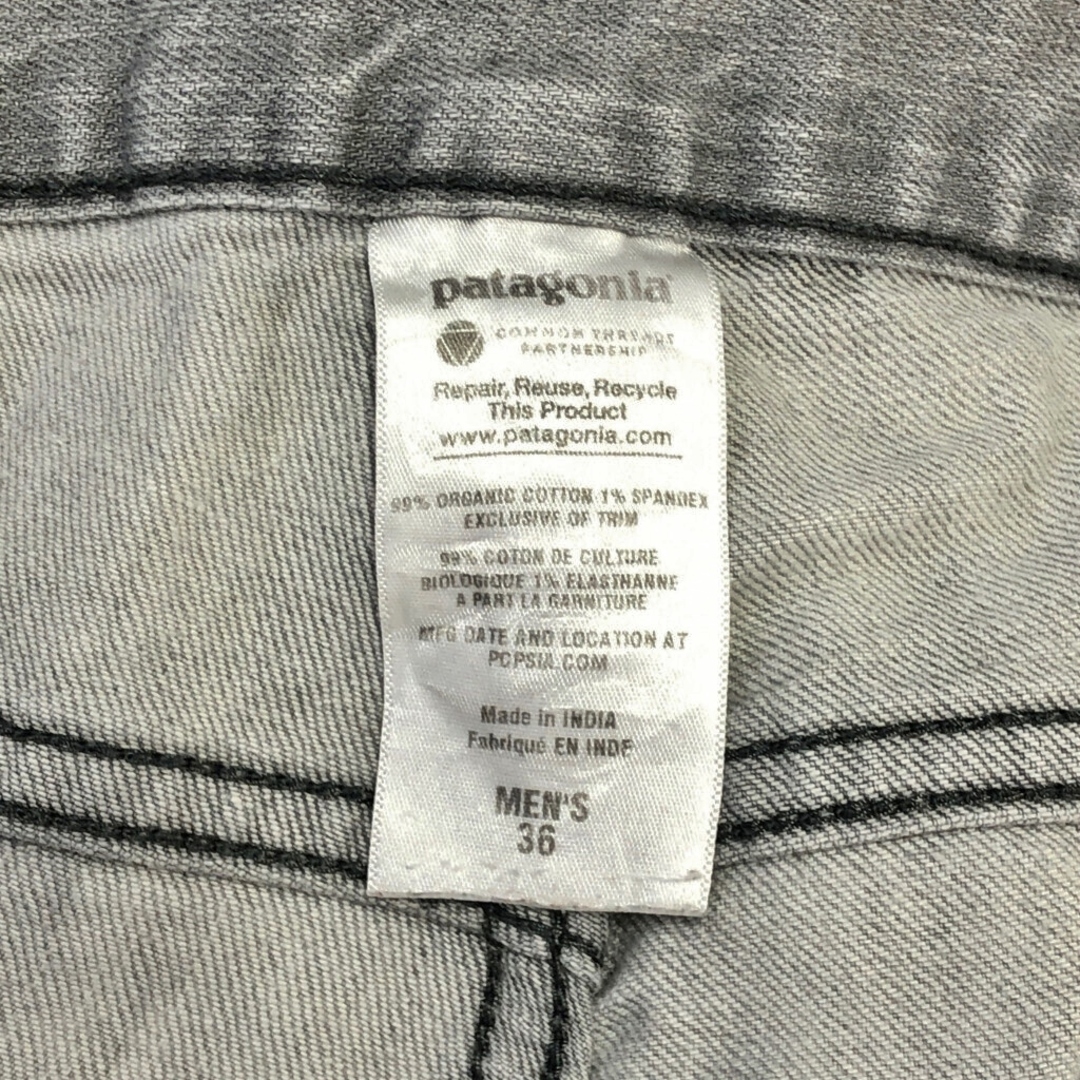 patagonia
COMMON THREADS
PARTNERSHIP
Repair, Reuse, Recycle
This Product
www.patagonia.com
99% ORGANIC COTTON 1% SPANDEX
EXCLUSIVE OF TRIM
99% COTON DE CULTURE
BIOLOGIQUE 1% ELASTHANNE
A PART LA GARNITURE
MFG DATE AND LOCATION AT
PCPSIA.COM
Made in INDIA
Fabriqué EN INDE
MEN'S
36